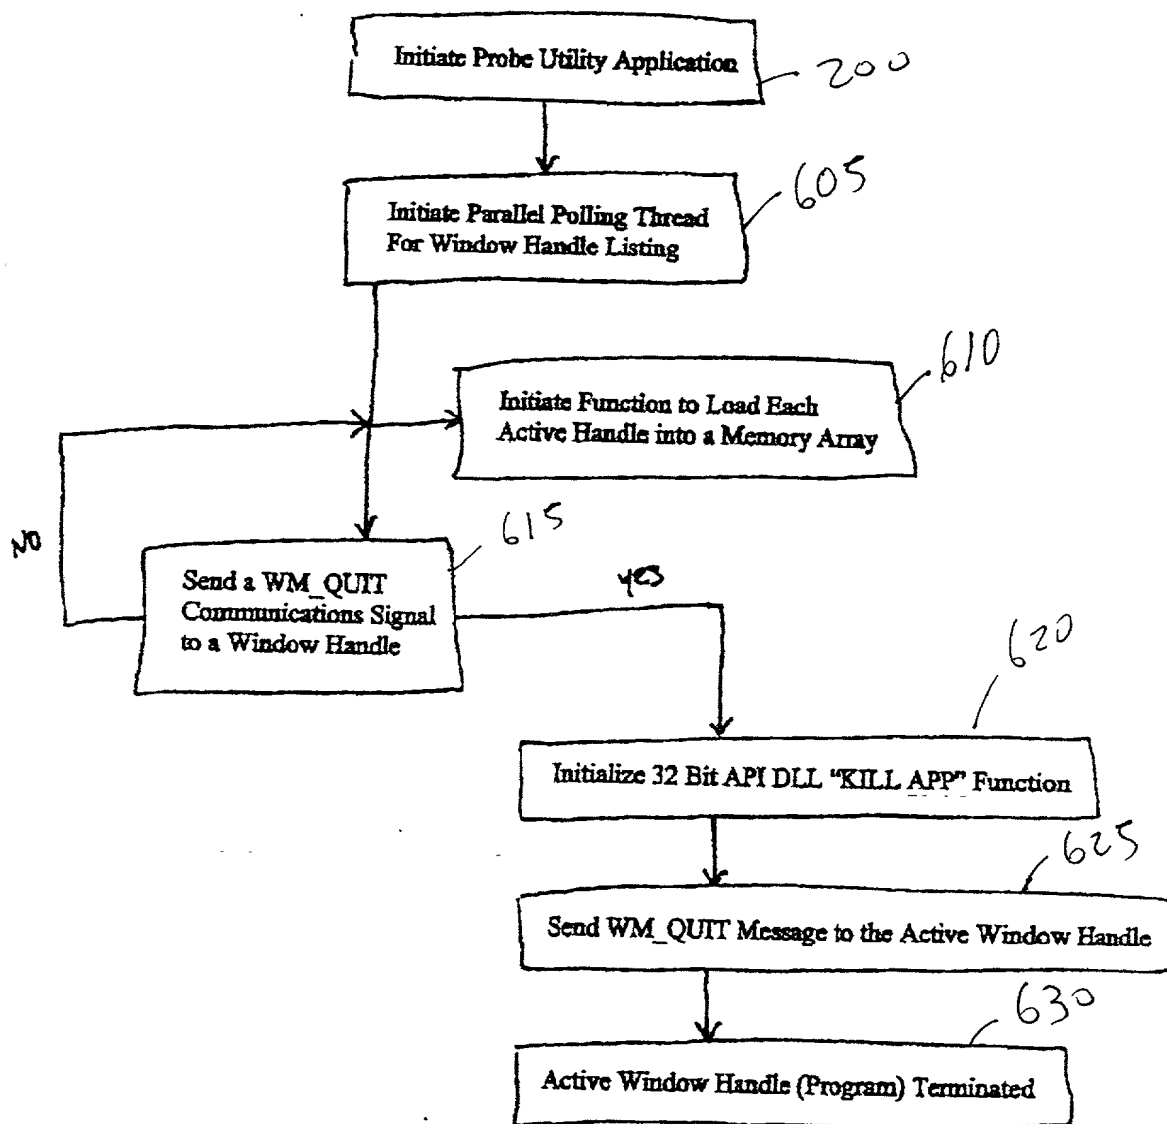 Initiate Probe Utility Application
200
605
Initiate Parallel Polling Thread
For Window Handle Listing
610
Initiate Function to Load Each
Active Handle into a Memory Array
NO
615
Send a WM_QUIT
Communications Signal
to a Window Handle
yes
620
Initialize 32 Bit API DLL "KILL APP" Function
625
Send WM_QUIT Message to the Active Window Handle
630
Active Window Handle (Program) Terminated